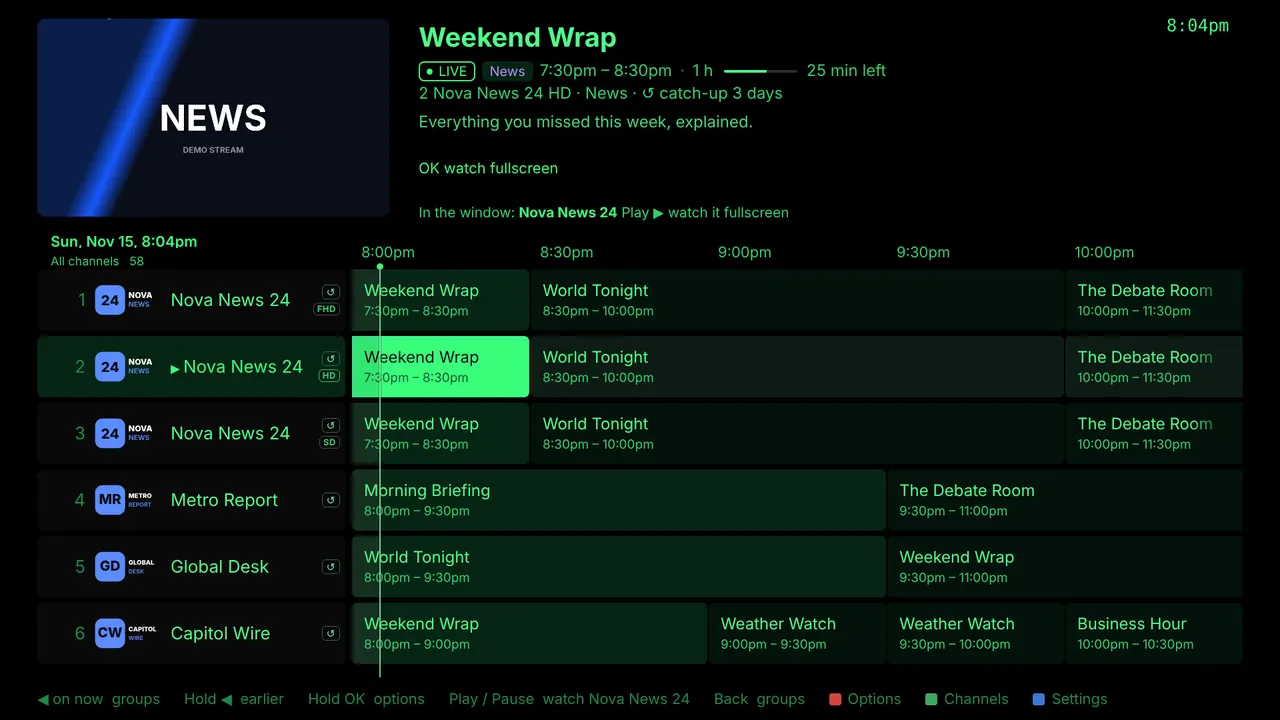 NEWS
DEMO STREAM
Weekend Wrap
8:04pm
● LIVE News 7:30pm – 8:30pm · 1 h 25 min left
2 Nova News 24 HD · News · ↺ catch-up 3 days
Everything you missed this week, explained.
OK watch fullscreen
In the window: Nova News 24 Play ▶ watch it fullscreen
Sun, Nov 15, 8:04pm
All channels 58
8:00pm 8:30pm 9:00pm 9:30pm 10:00pm
1 24 NOVA NEWS Nova News 24 ↺ FHD
Weekend Wrap
7:30pm – 8:30pm
World Tonight
8:30pm – 10:00pm
The Debate Room
10:00pm – 11:30pm
2 24 NOVA NEWS ▶ Nova News 24 ↺ HD
Weekend Wrap
7:30pm – 8:30pm
World Tonight
8:30pm – 10:00pm
The Debate Room
10:00pm – 11:30pm
3 24 NOVA NEWS Nova News 24 ↺ SD
Weekend Wrap
7:30pm – 8:30pm
World Tonight
8:30pm – 10:00pm
The Debate Room
10:00pm – 11:30pm
4 MR METRO REPORT Metro Report ↺
Morning Briefing
8:00pm – 9:30pm
The Debate Room
9:30pm – 11:00pm
5 GD GLOBAL DESK Global Desk ↺
World Tonight
8:00pm – 9:30pm
Weekend Wrap
9:30pm – 11:00pm
6 CW CAPITOL WIRE Capitol Wire ↺
Weekend Wrap
8:00pm – 9:00pm
Weather Watch
9:00pm – 9:30pm
Weather Watch
9:30pm – 10:00pm
Business Hour
10:00pm – 10:30pm
◀ on now groups Hold ◀ earlier Hold OK options Play / Pause watch Nova News 24 Back groups Options Channels Settings